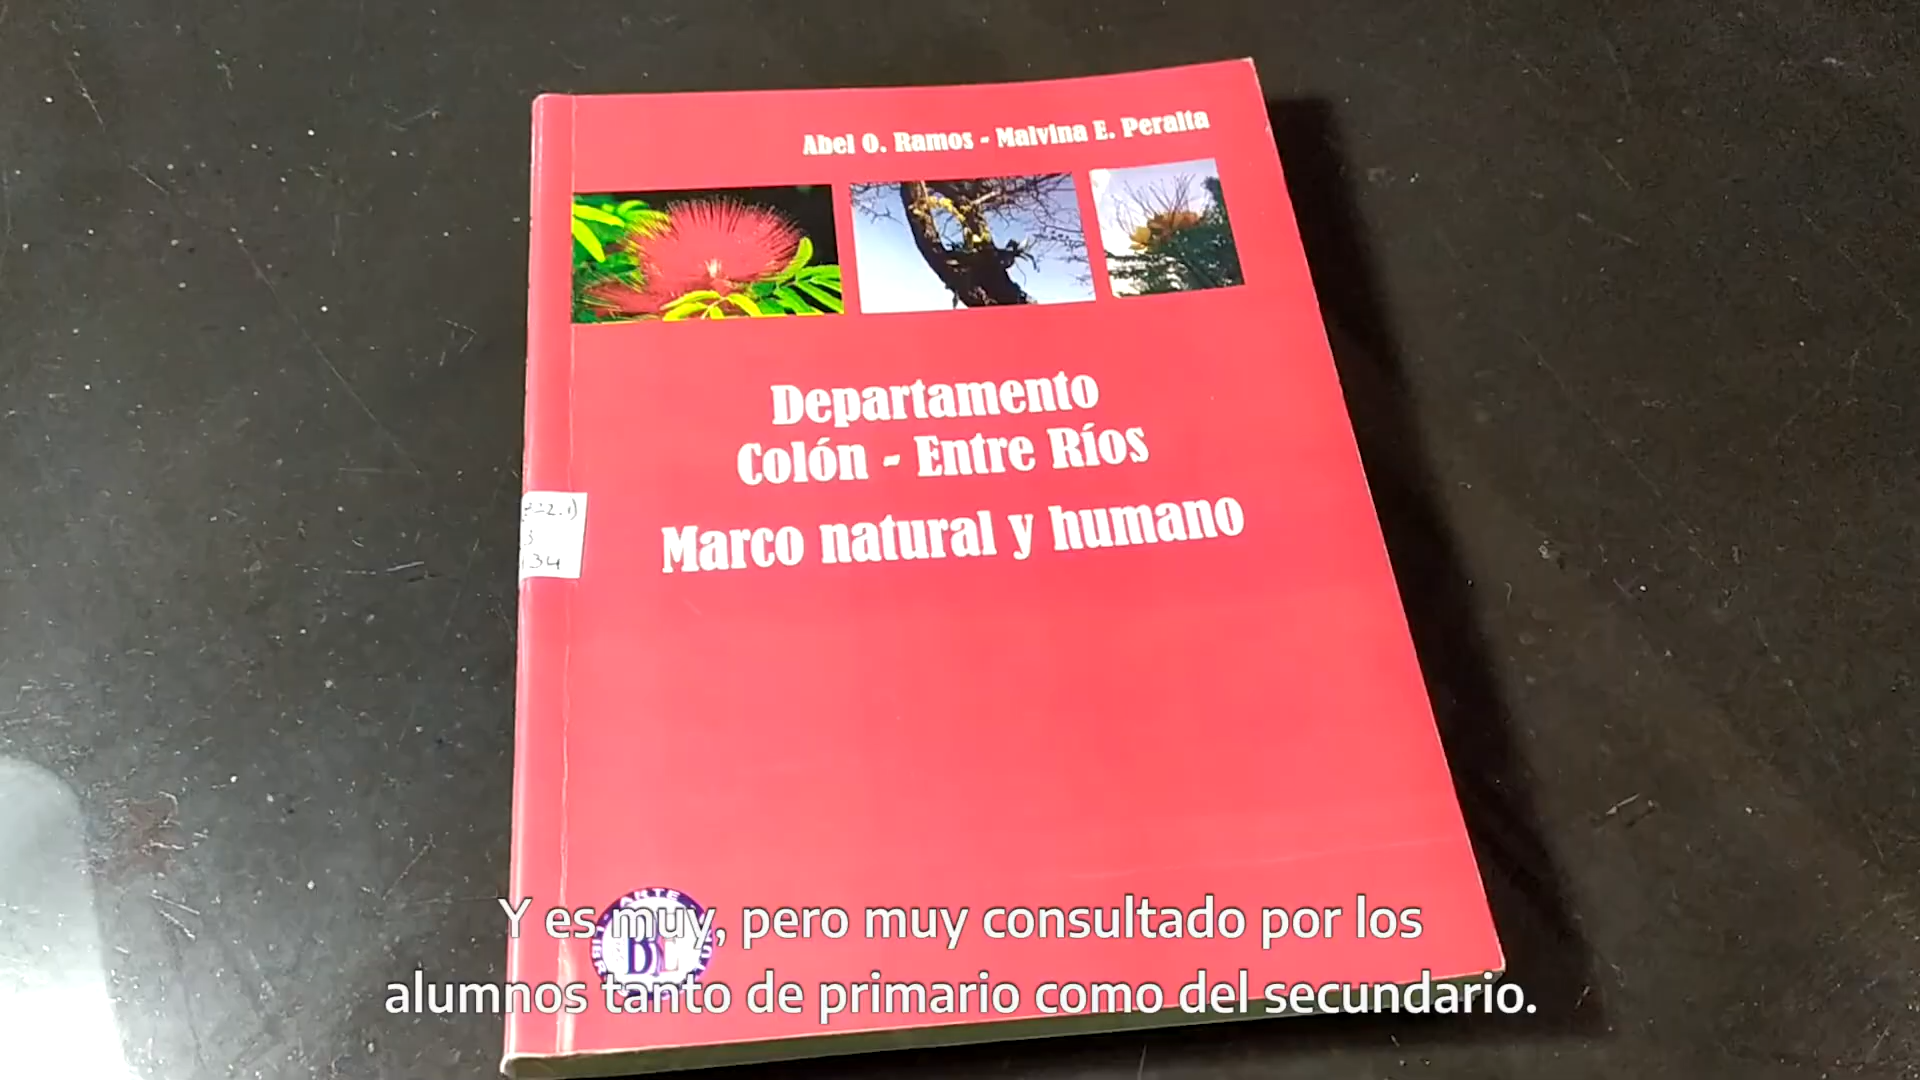 Abel O. Ramos - Malvina E. Peralta
Departamento
Colón - Entre Ríos
Marco natural y humano
34
Y es muy, pero muy consultado por los
alumnos tanto de primario como del secundario.